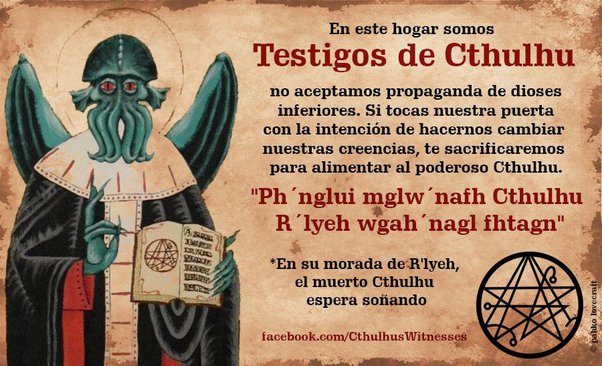 En este hogar somos
Testigos de Cthulhu
no aceptamos propaganda de dioses
inferiores. Si tocas nuestra puerta
con la intención de hacernos cambiar
nuestras creencias, te sacrificaremos
para alimentar al poderoso Cthulhu.
"Ph´nglui mglw´nafh Cthulhu
R´lyeh wgah´nagl fhtagn"
*En su morada de R'lyeh,
el muerto Cthulhu
espera soñando
facebook.com/CthulhusWitnesses